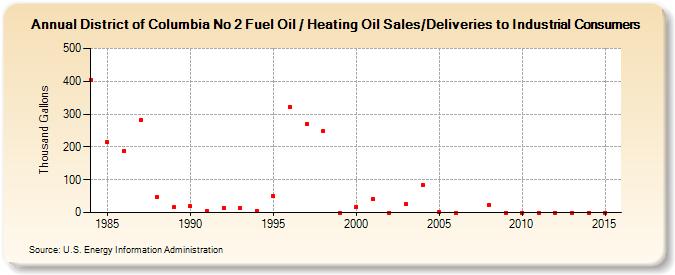 Annual District of Columbia No 2 Fuel Oil / Heating Oil Sales/Deliveries to Industrial Consumers
Thousand Gallons
500
400
300
200
100
0
1985 1990 1995 2000 2005 2010 2015
Source: U.S. Energy Information Administration